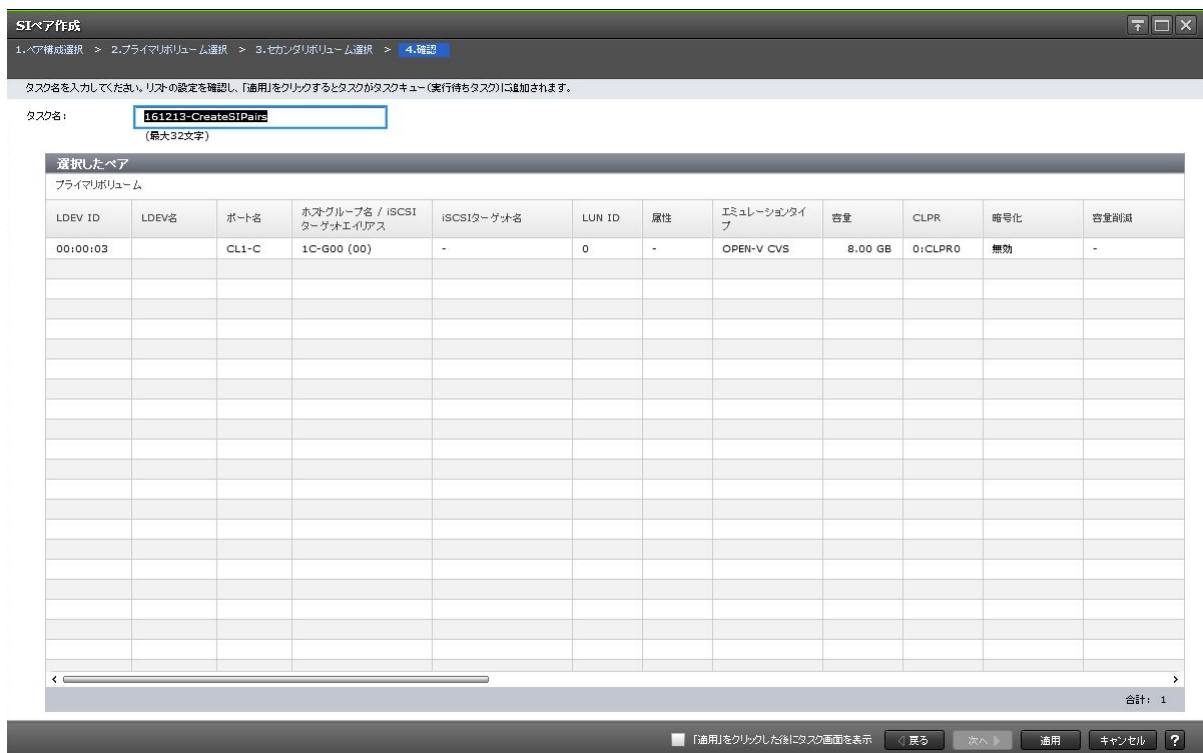 SIペア作成
1.ペア構成選択 > 2.プライマリボリューム選択 > 3.セカンダリボリューム選択 > 4.確認
タスク名を入力してください。リストの設定を確認し、「適用」をクリックするとタスクがタスクキュー(実行待ちタスク)に追加されます。
タスク名: 161213-CreateSIPairs
(最大32文字)
選択したペア
プライマリボリューム
LDEV ID LDEV名 ポート名 ホストグループ名 / iSCSI ターゲットエイリアス iSCSIターゲット名 LUN ID 属性 エミュレーションタイプ 容量 CLPR 暗号化 容量削減
00:00:03 CL1-C 1C-G00 (00) - 0 - OPEN-V CVS 8.00 GB 0:CLPR0 無効 -
合計: 1
「適用」をクリックした後にタスク画面を表示 戻る 次へ 適用 キャンセル ?